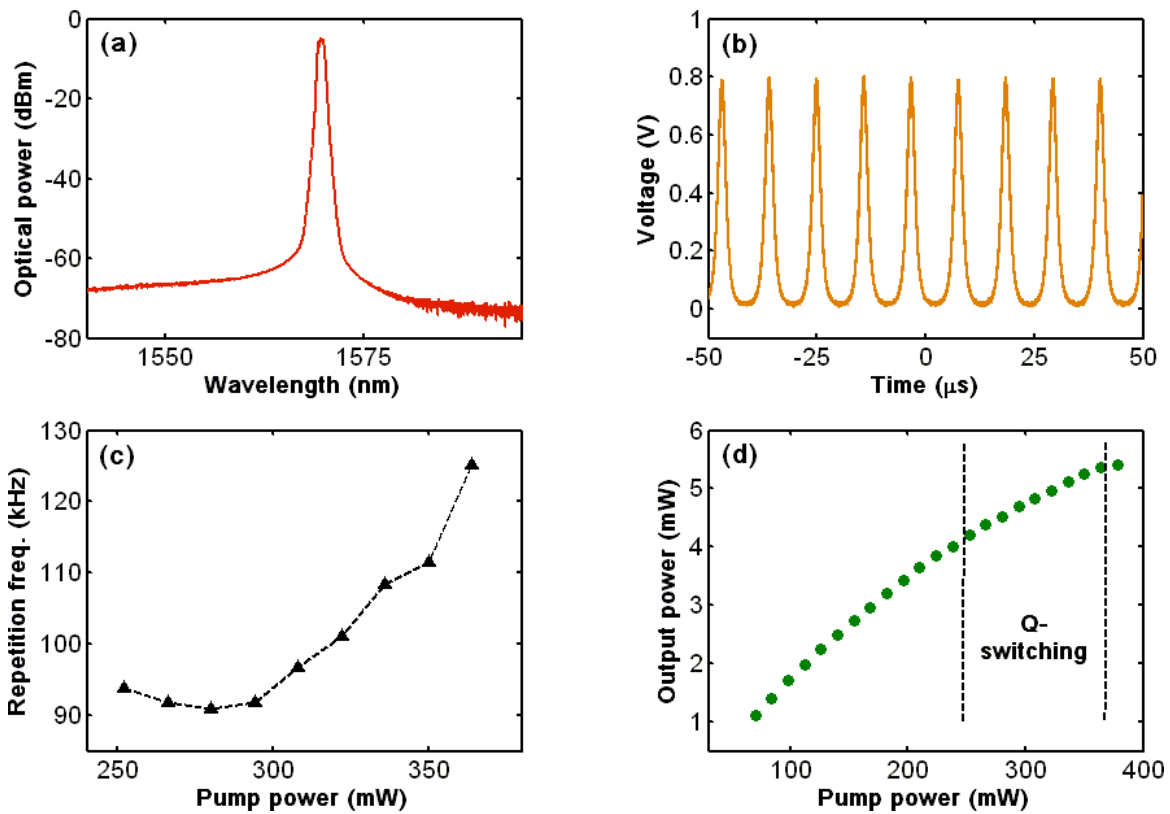 (a)
Optical power (dBm)
0
-20
-40
-60
-80
1550
1575
Wavelength (nm)
(b)
Voltage (V)
1
0.8
0.6
0.4
0.2
0
-50
-25
0
25
50
Time (μs)
(c)
Repetition freq. (kHz)
130
120
110
100
90
250
300
350
Pump power (mW)
(d)
Output power (mW)
6
5
4
3
2
1
Q-
switching
100
200
300
400
Pump power (mW)